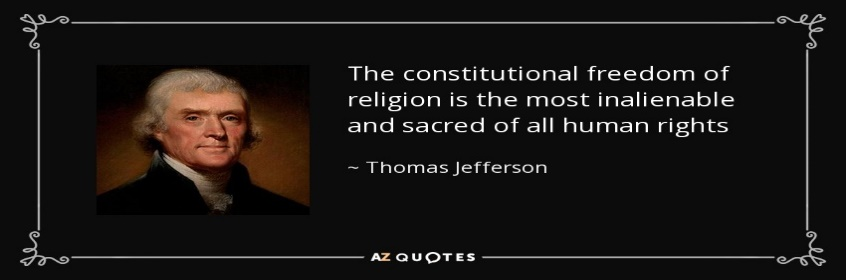 The constitutional freedom of
religion is the most inalienable
and sacred of all human rights
~ Thomas Jefferson
AZ QUOTES